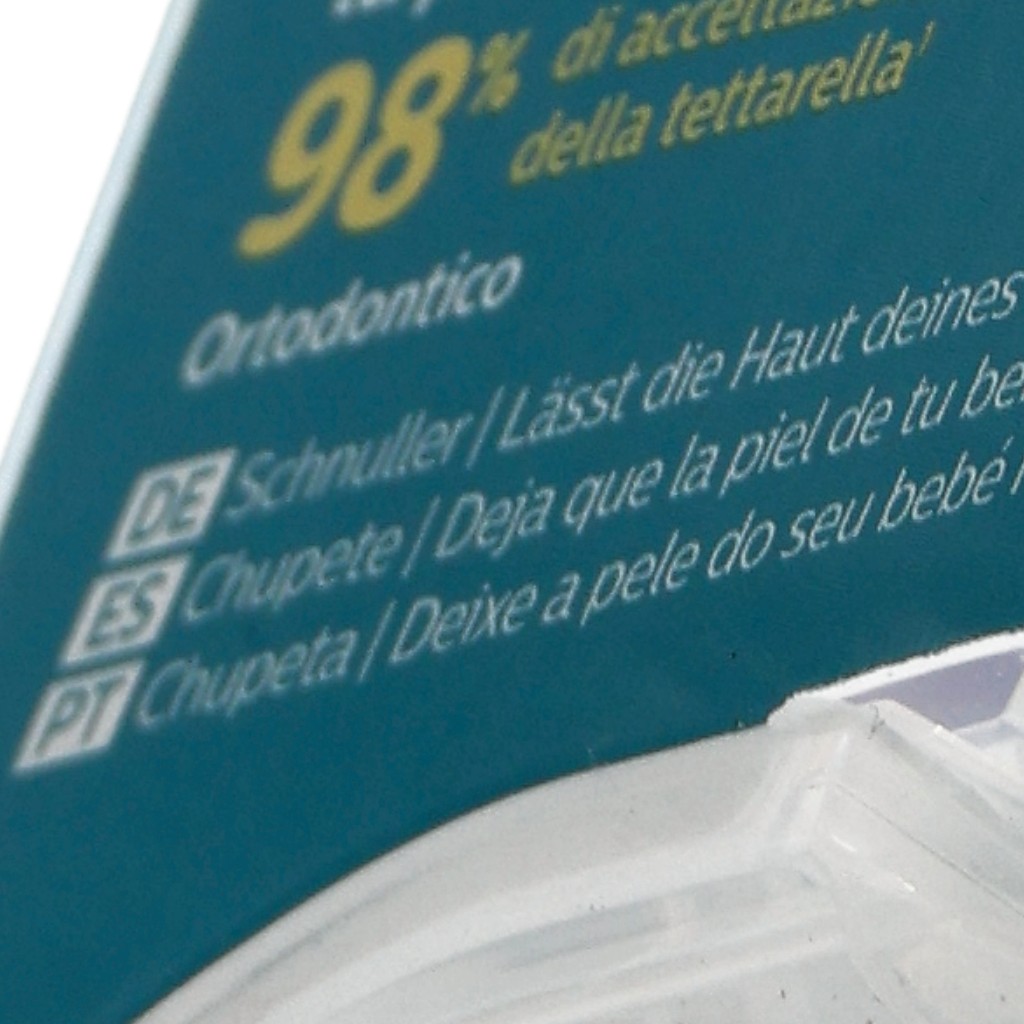 98% di accettazio
della tettarella¹
Ortodontico
DE Schnuller | Lässt die Haut deines
ES Chupete | Deja que la piel de tu be
PT Chupeta | Deixe a pele do seu bebé